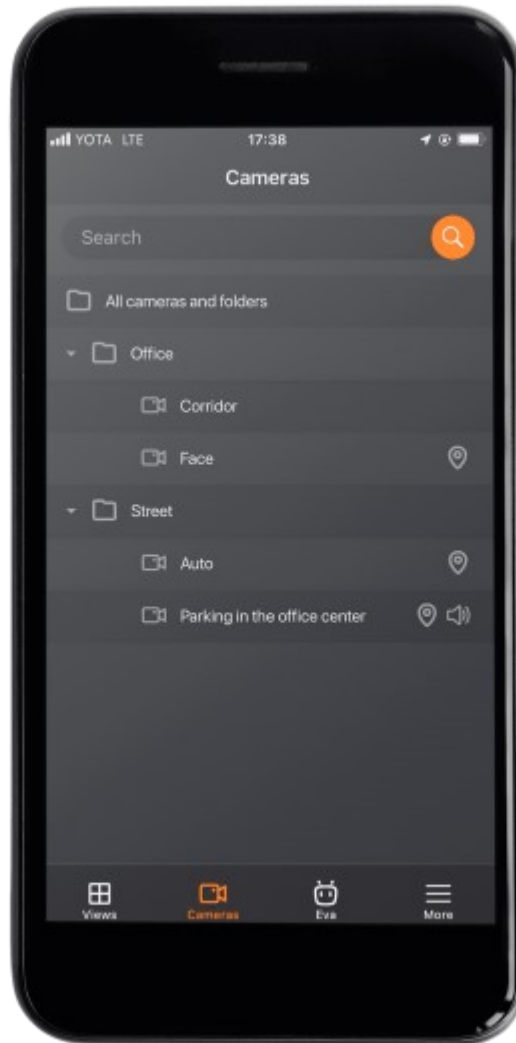 YOTA LTE 17:38
Cameras
Search
All cameras and folders
Office
Corridor
Face
Street
Auto
Parking in the office center
Views Cameras Eva More